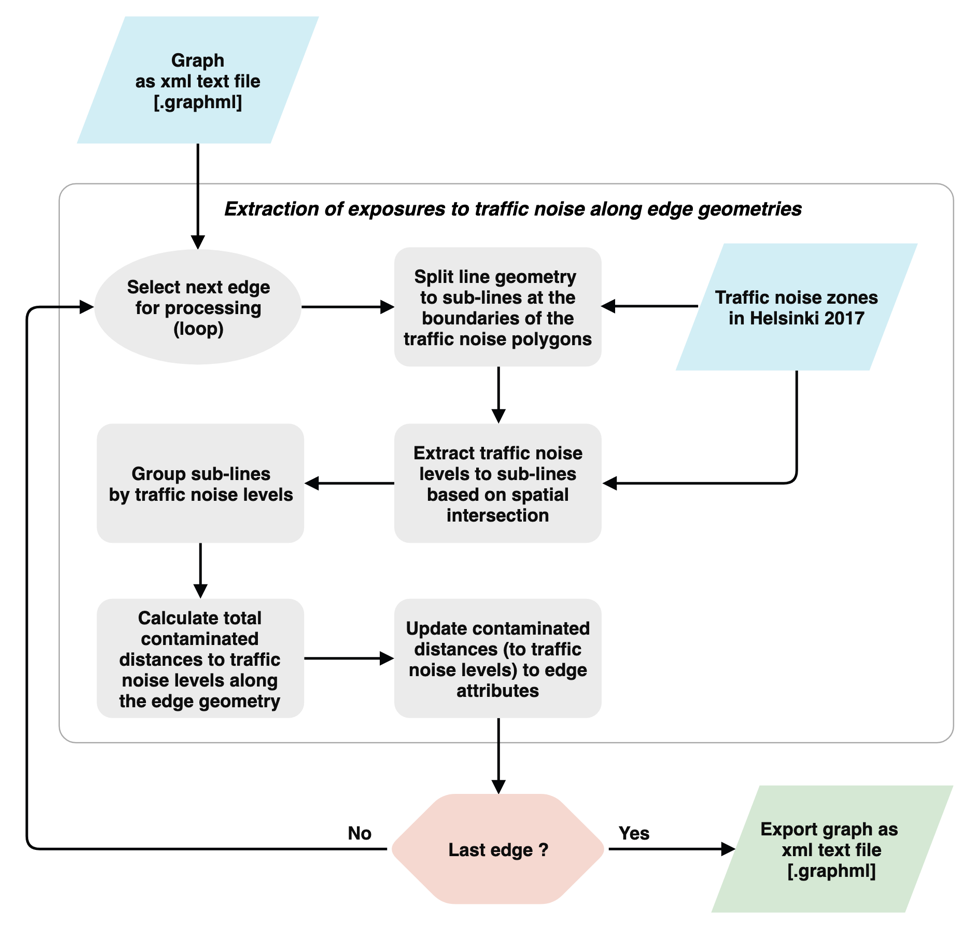 Graph
as xml text file
[.graphml]
Extraction of exposures to traffic noise along edge geometries
Select next edge
for processing
(loop)
Split line geometry
to sub-lines at the
boundaries of the
traffic noise polygons
Traffic noise zones
in Helsinki 2017
Group sub-lines
by traffic noise levels
Extract traffic noise
levels to sub-lines
based on spatial
intersection
Calculate total
contaminated
distances to traffic
noise levels along
the edge geometry
Update contaminated
distances (to traffic
noise levels) to edge
attributes
No
Last edge ?
Yes
Export graph as
xml text file
[.graphml]